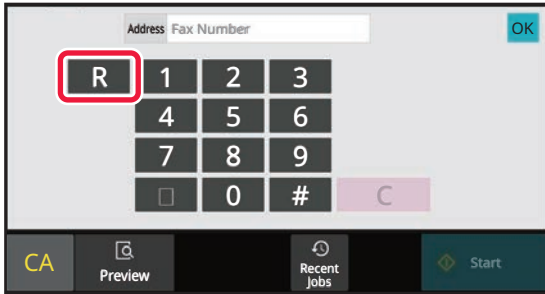 Address Fax Number OK
R 1 2 3
4 5 6
7 8 9
0 # C
CA Preview Recent Jobs Start